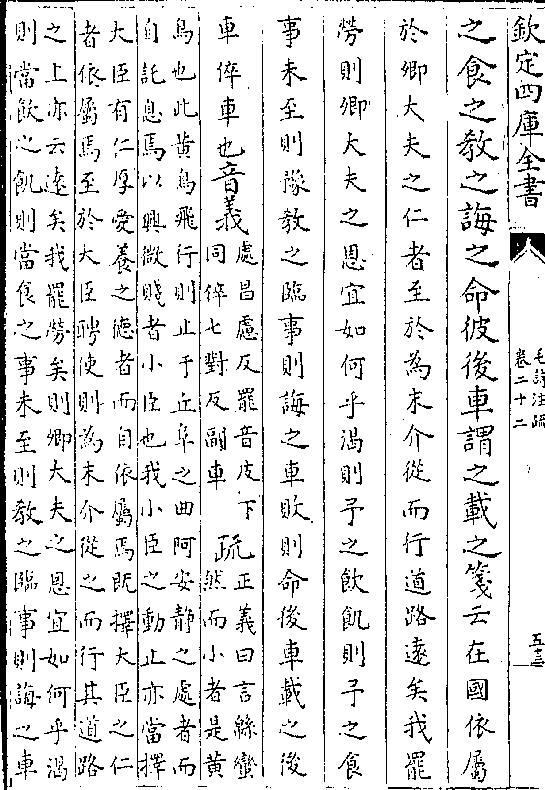 欽定四庫全書
毛詩注疏
卷二十二
五十三
之食之教之誨之命彼後車謂之載之箋云在國依屬
於卿大夫之仁者至於為末介從而行道路遠矣我罷
勞則卿大夫之恩宜如何乎渴則予之飲飢則予之食
事未至則豫教之臨事則誨之車敗則命後車載之後
車倅車也音義處昌慮反罷音皮下
同倅七對反副車疏正義曰言緜蠻
然而小者是黃
鳥也此黃鳥飛行則止于丘阜之曲阿安靜之處者而
自託息焉以興微賤者小臣也我小臣之動止亦當擇
大臣有仁厚愛養之德者而自依屬焉既擇大臣之仁
者依屬焉至於大臣聘使則為末介從之而行其道路
之上亦云遠矣我罷勞矣則卿大夫之恩宜如何乎渴
則當飲之飢則當食之事未至則教之臨事則誨之車